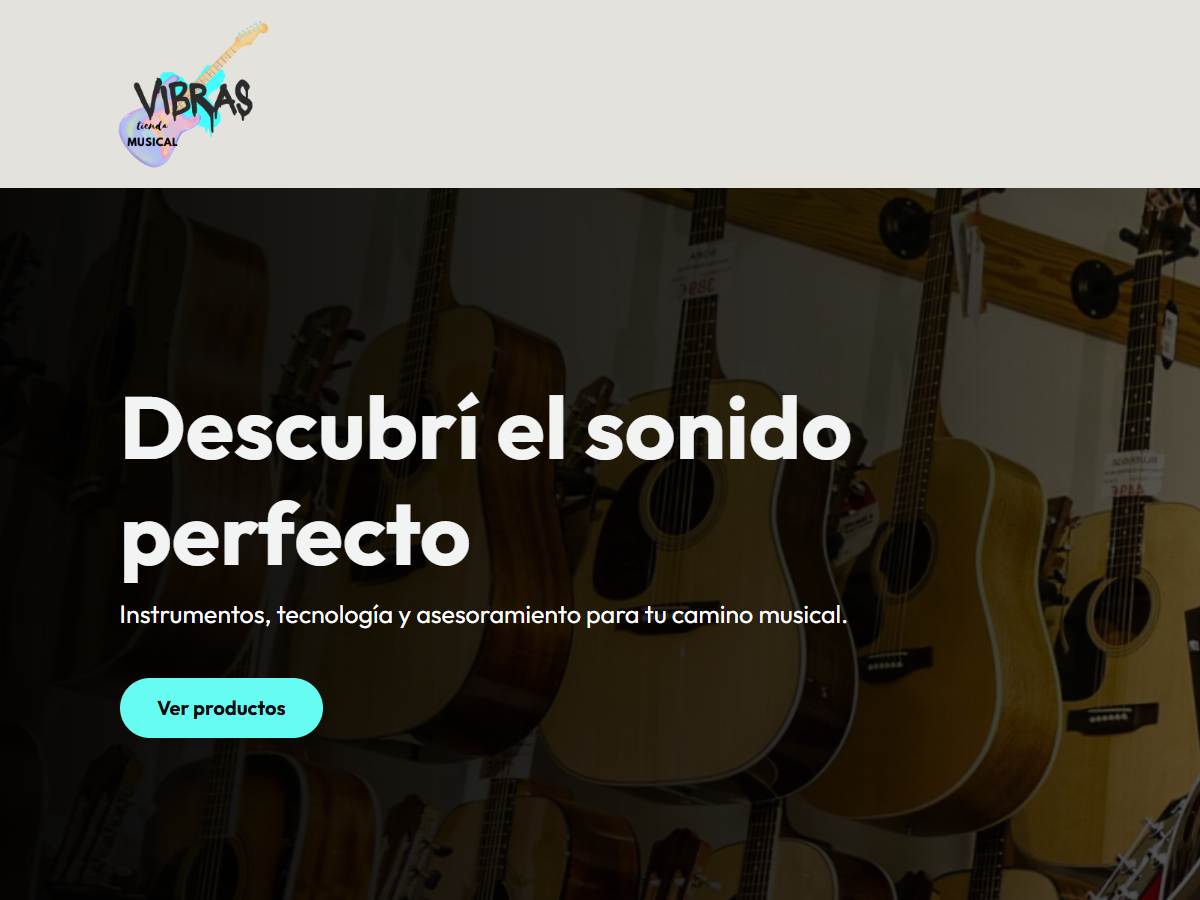 VIBRAS
tienda
MUSICAL
Descubrí el sonido
perfecto
Instrumentos, tecnología y asesoramiento para tu camino musical.
Ver productos